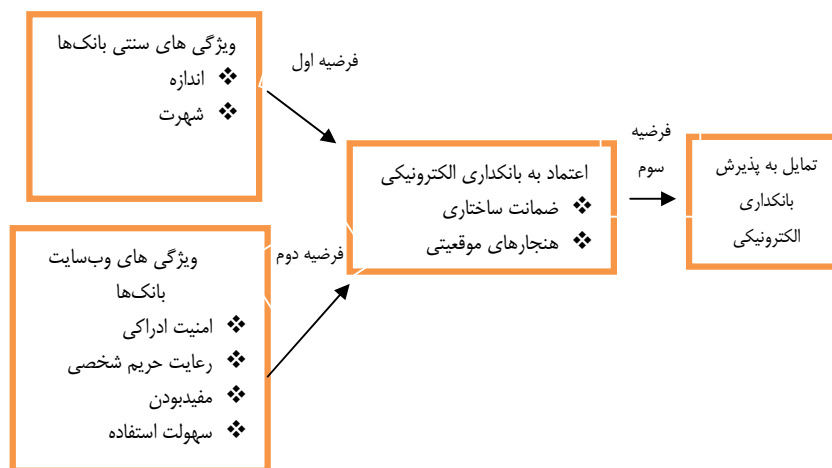 ویژگی های سنتی بانک‌ها
❖ اندازه
❖ شهرت
فرضیه اول
ویژگی های وب‌سایت
بانک‌ها
❖ امنیت ادراکی
❖ رعایت حریم شخصی
❖ مفیدبودن
❖ سهولت استفاده
فرضیه دوم
اعتماد به بانکداری الکترونیکی
❖ ضمانت ساختاری
❖ هنجارهای موقعیتی
فرضیه
سوم
تمایل به پذیرش
بانکداری
الکترونیکی